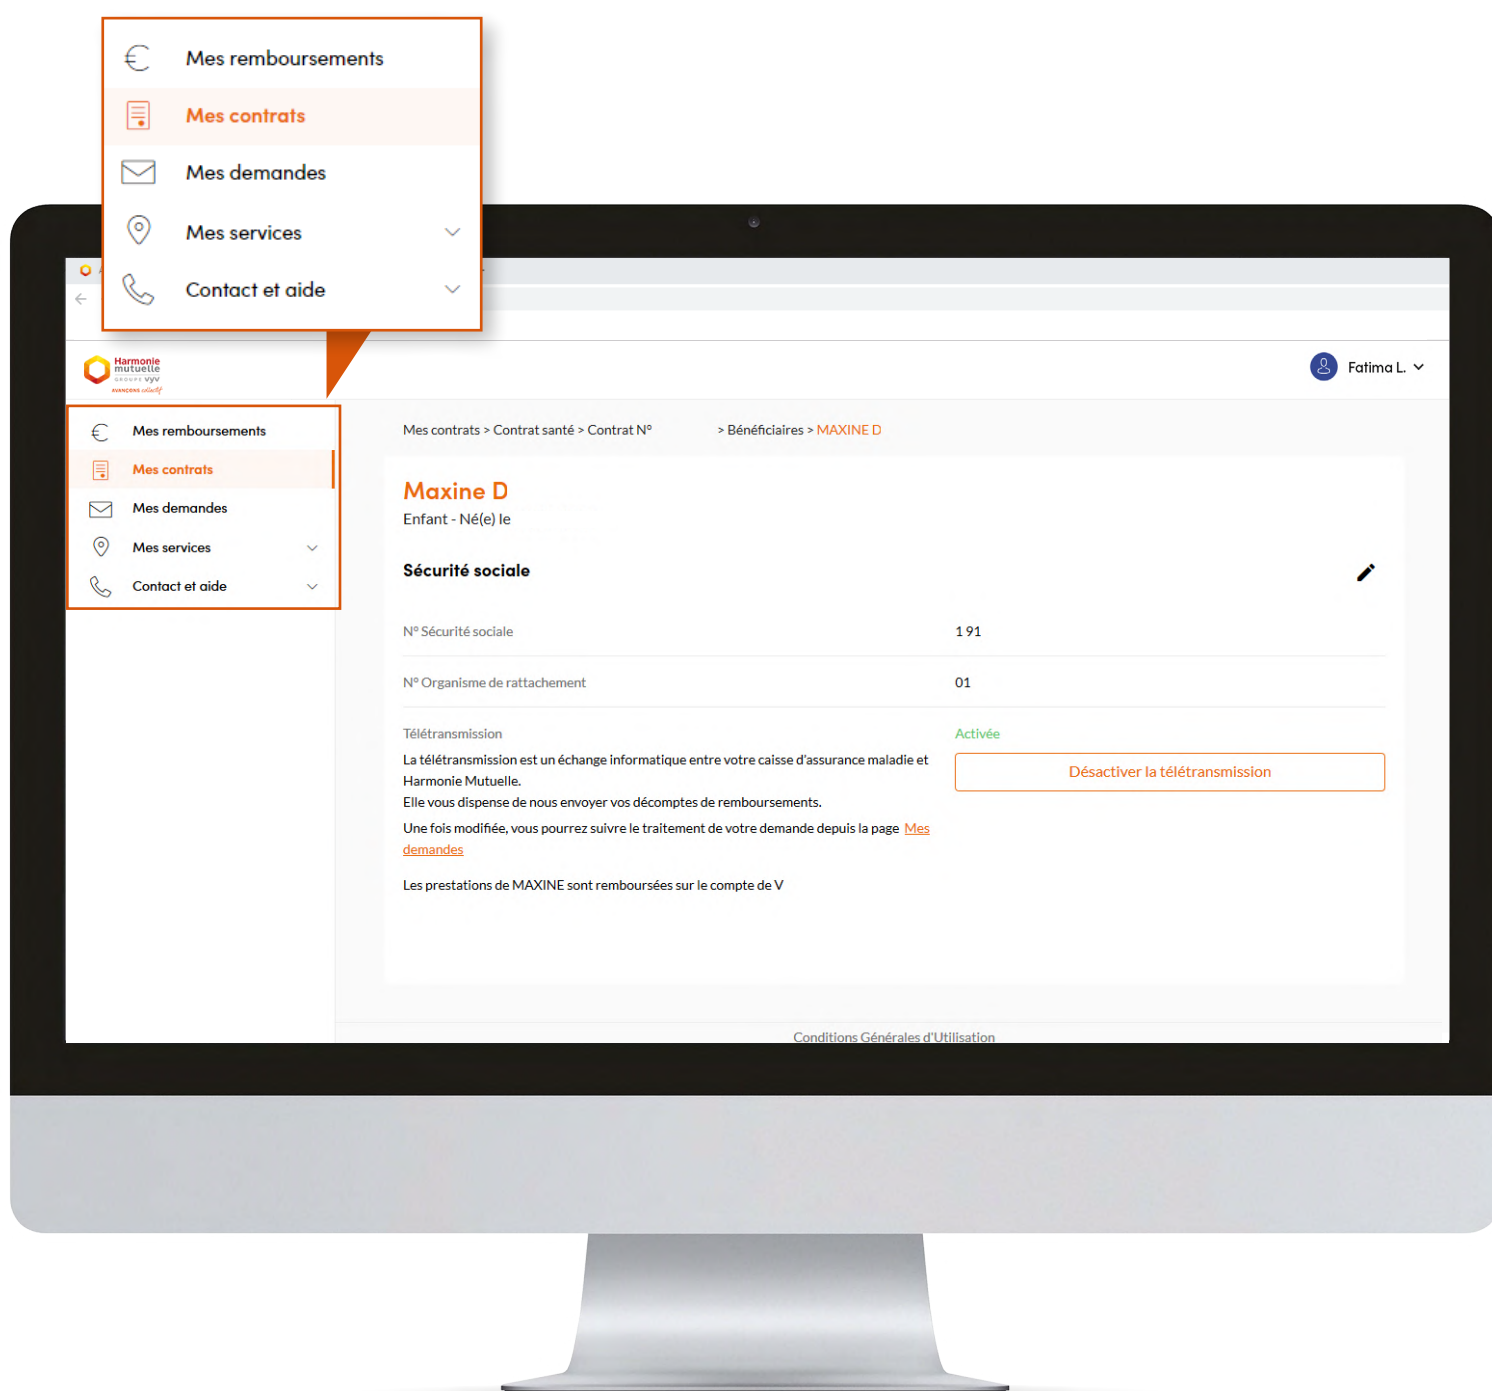 Mes remboursements
Mes contrats
Mes demandes
Mes services
Contact et aide
Harmonie
mutuelle
GROUPE VYV
AVANÇONS collectif
Fatima L.
Mes remboursements
Mes contrats
Mes demandes
Mes services
Contact et aide
Mes contrats > Contrat santé > Contrat N° > Bénéficiaires > MAXINE D
Maxine D
Enfant - Né(e) le
Sécurité sociale
N° Sécurité sociale 1 91
N° Organisme de rattachement 01
Télétransmission Activée
La télétransmission est un échange informatique entre votre caisse d'assurance maladie et
Harmonie Mutuelle.
Désactiver la télétransmission
Elle vous dispense de nous envoyer vos décomptes de remboursements.
Une fois modifiée, vous pourrez suivre le traitement de votre demande depuis la page Mes
demandes
Les prestations de MAXINE sont remboursées sur le compte de V
Conditions Générales d'Utilisation